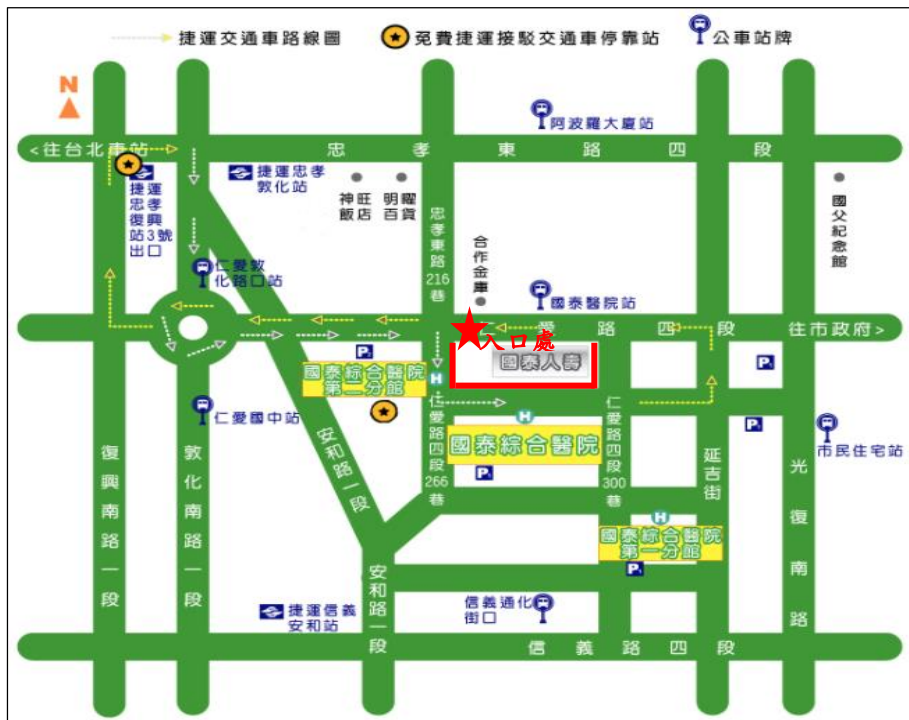 捷運交通車路線圖
免費捷運接駁交通車停靠站
公車站牌
N
阿波羅大廈站
<往台北車站
忠孝東路四段
捷運忠孝復興站3號出口
捷運忠孝
敦化站
神旺
飯店
明曜
百貨
忠孝東路216巷
合作金庫
國父紀念館
仁愛敦
化路口站
國泰醫院站
仁愛路四段
往市政府>
入口處
國泰人壽
P
國泰綜合醫院
第二分館
H
P
仁愛國中站
H
國泰綜合醫院
P
P
市民住宅站
仁愛路四段266巷
仁愛路四段300巷
安和路一段
復興南路一段
敦化南路一段
延吉街
光復南路
H
國泰綜合醫院
第一分館
P
安和路一段
捷運信義
安和站
信義通化
街口
信義路四段